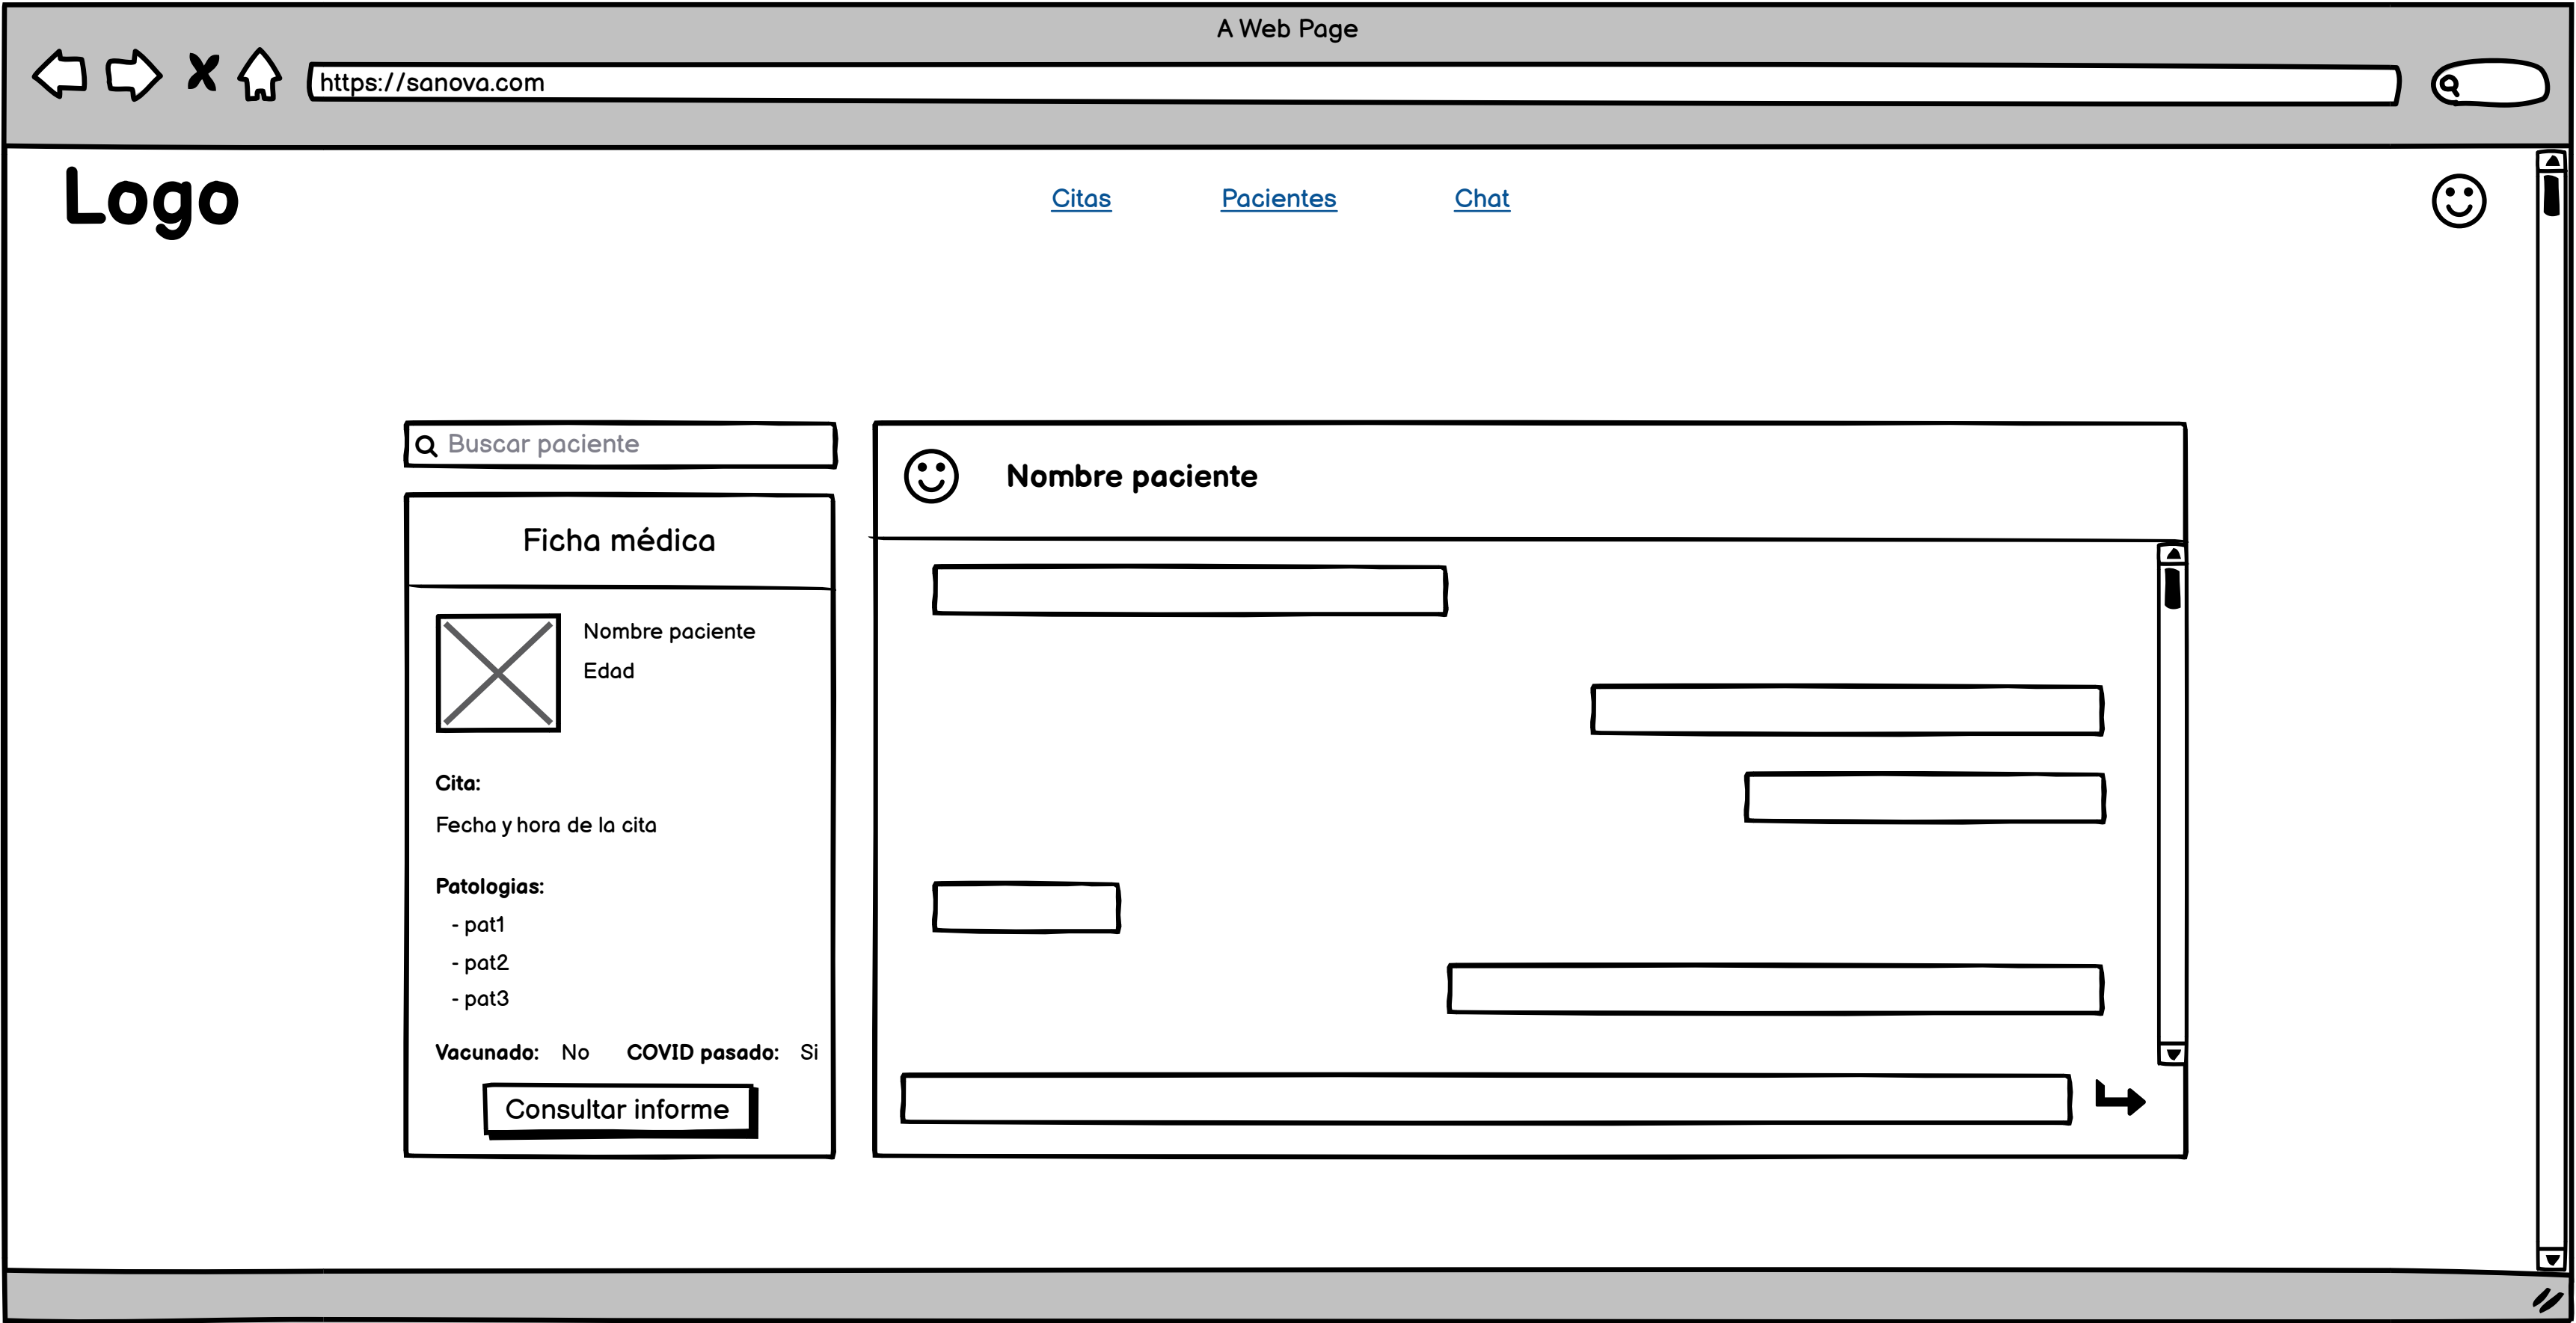 A Web Page
https://sanova.com
Logo
Citas
Pacientes
Chat
Buscar paciente
Ficha médica
Nombre paciente
Edad
Cita:
Fecha y hora de la cita
Patologias:
- pat1
- pat2
- pat3
Vacunado: No COVID pasado: Si
Consultar informe
Nombre paciente